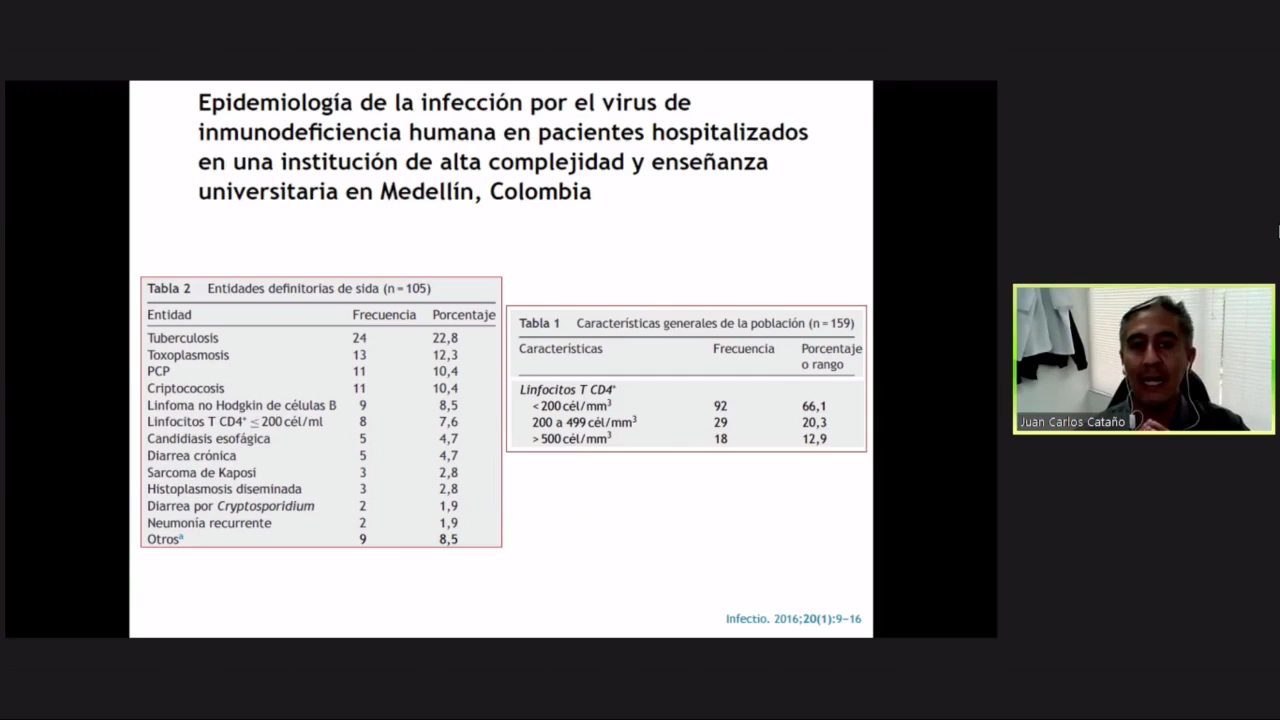 Epidemiología de la infección por el virus de
inmunodeficiencia humana en pacientes hospitalizados
en una institución de alta complejidad y enseñanza
universitaria en Medellín, Colombia
Tabla 2 Entidades definitorias de sida (n=105)
Entidad Frecuencia Porcentaje
Tuberculosis 24 22,8
Toxoplasmosis 13 12,3
PCP 11 10,4
Criptococosis 11 10,4
Linfoma no Hodgkin de células B 9 8,5
Linfocitos T CD4⁺ ≤ 200 cél/ml 8 7,6
Candidiasis esofágica 5 4,7
Diarrea crónica 5 4,7
Sarcoma de Kaposi 3 2,8
Histoplasmosis diseminada 3 2,8
Diarrea por Cryptosporidium 2 1,9
Neumonía recurrente 2 1,9
Otrosª 9 8,5
Tabla 1 Características generales de la población (n=159)
Características Frecuencia Porcentaje
o rango
Linfocitos T CD4⁺
<200 cél/mm³ 92 66,1
200 a 499 cél/mm³ 29 20,3
>500 cél/mm³ 18 12,9
Infectio. 2016;20(1):9-16
Juan Carlos Cataño